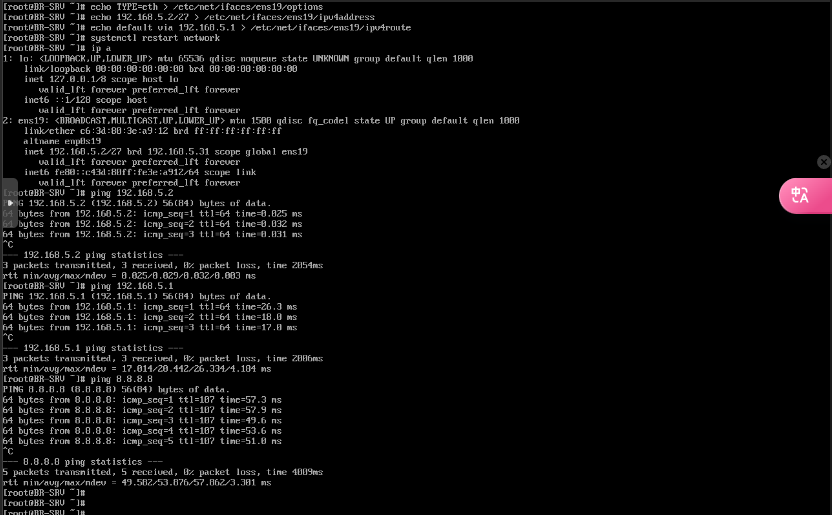 [root@BR-SRV ~]# echo TYPE=eth > /etc/net/ifaces/ens19/options
[root@BR-SRV ~]# echo 192.168.5.2/27 > /etc/net/ifaces/ens19/ipv4address
[root@BR-SRV ~]# echo default via 192.168.5.1 > /etc/net/ifaces/ens19/ipv4route
[root@BR-SRV ~]# systemctl restart network
[root@BR-SRV ~]# ip a
1: lo: <LOOPBACK,UP,LOWER_UP> mtu 65536 qdisc noqueue state UNKNOWN group default qlen 1000
link/loopback 00:00:00:00:00:00 brd 00:00:00:00:00:00
inet 127.0.0.1/8 scope host lo
valid_lft forever preferred_lft forever
inet6 ::1/128 scope host
valid_lft forever preferred_lft forever
2: ens19: <BROADCAST,MULTICAST,UP,LOWER_UP> mtu 1500 qdisc fq_codel state UP group default qlen 1000
link/ether c6:3d:88:3e:a9:12 brd ff:ff:ff:ff:ff:ff
altname enp0s19
inet 192.168.5.2/27 brd 192.168.5.31 scope global ens19
valid_lft forever preferred_lft forever
inet6 fe80::c43d:88ff:fe3e:a912/64 scope link
valid_lft forever preferred_lft forever
[root@BR-SRV ~]# ping 192.168.5.2
PING 192.168.5.2 (192.168.5.2) 56(84) bytes of data.
64 bytes from 192.168.5.2: icmp_seq=1 ttl=64 time=0.025 ms
64 bytes from 192.168.5.2: icmp_seq=2 ttl=64 time=0.032 ms
64 bytes from 192.168.5.2: icmp_seq=3 ttl=64 time=0.031 ms
^C
--- 192.168.5.2 ping statistics ---
3 packets transmitted, 3 received, 0% packet loss, time 2054ms
rtt min/avg/max/mdev = 0.025/0.029/0.032/0.003 ms
[root@BR-SRV ~]# ping 192.168.5.1
PING 192.168.5.1 (192.168.5.1) 56(84) bytes of data.
64 bytes from 192.168.5.1: icmp_seq=1 ttl=64 time=26.3 ms
64 bytes from 192.168.5.1: icmp_seq=2 ttl=64 time=18.0 ms
64 bytes from 192.168.5.1: icmp_seq=3 ttl=64 time=17.0 ms
^C
--- 192.168.5.1 ping statistics ---
3 packets transmitted, 3 received, 0% packet loss, time 2006ms
rtt min/avg/max/mdev = 17.014/20.442/26.334/4.184 ms
[root@BR-SRV ~]# ping 8.8.8.8
PING 8.8.8.8 (8.8.8.8) 56(84) bytes of data.
64 bytes from 8.8.8.8: icmp_seq=1 ttl=107 time=57.3 ms
64 bytes from 8.8.8.8: icmp_seq=2 ttl=107 time=57.9 ms
64 bytes from 8.8.8.8: icmp_seq=3 ttl=107 time=49.6 ms
64 bytes from 8.8.8.8: icmp_seq=4 ttl=107 time=53.6 ms
64 bytes from 8.8.8.8: icmp_seq=5 ttl=107 time=51.0 ms
^C
--- 8.8.8.8 ping statistics ---
5 packets transmitted, 5 received, 0% packet loss, time 4009ms
rtt min/avg/max/mdev = 49.582/53.876/57.862/3.301 ms
[root@BR-SRV ~]#
[root@BR-SRV ~]#
[root@BR-SRV ~]#
中A